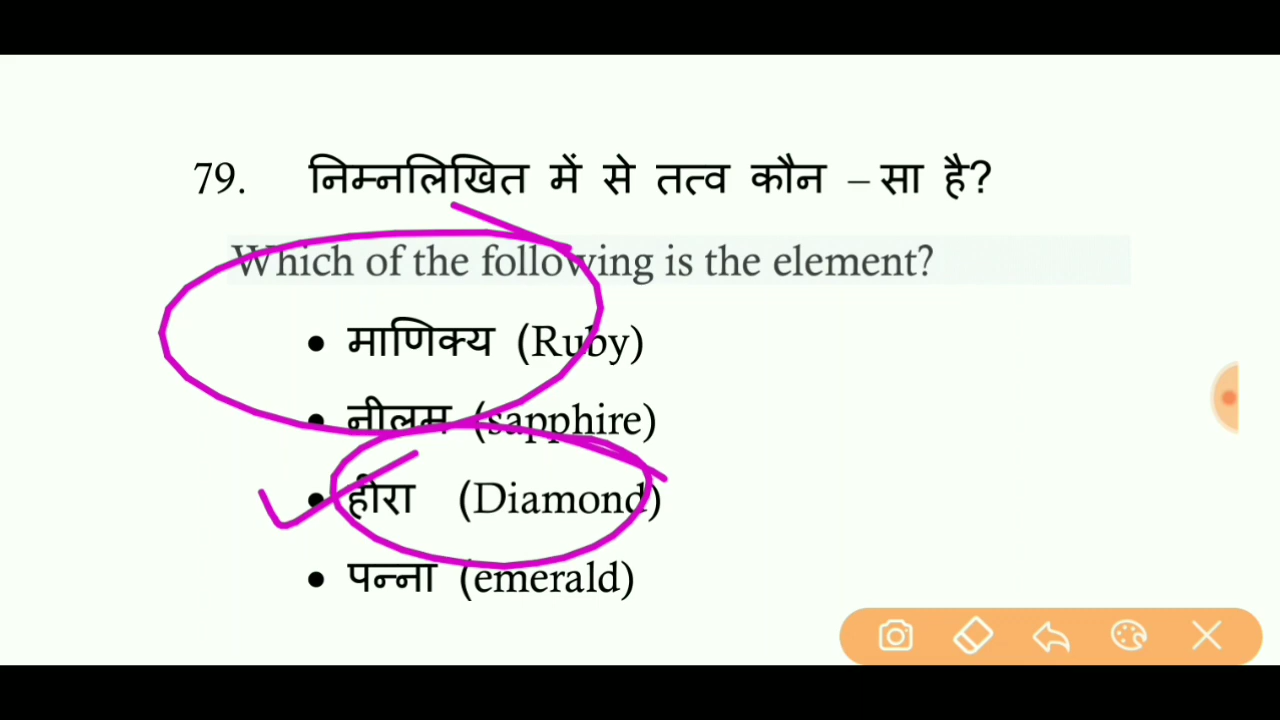 79. निम्नलिखित में से तत्व कौन – सा है?
Which of the following is the element?
• माणिक्य (Ruby)
• नीलम (sapphire)
• हीरा (Diamond)
• पन्ना (emerald)